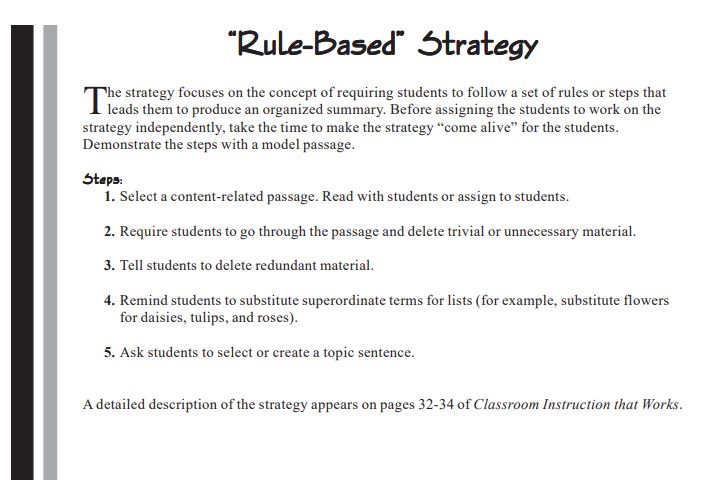 “Rule-Based” Strategy
The strategy focuses on the concept of requiring students to follow a set of rules or steps that
leads them to produce an organized summary. Before assigning the students to work on the
strategy independently, take the time to make the strategy “come alive” for the students.
Demonstrate the steps with a model passage.
Steps:
1. Select a content-related passage. Read with students or assign to students.
2. Require students to go through the passage and delete trivial or unnecessary material.
3. Tell students to delete redundant material.
4. Remind students to substitute superordinate terms for lists (for example, substitute flowers
for daisies, tulips, and roses).
5. Ask students to select or create a topic sentence.
A detailed description of the strategy appears on pages 32-34 of Classroom Instruction that Works.